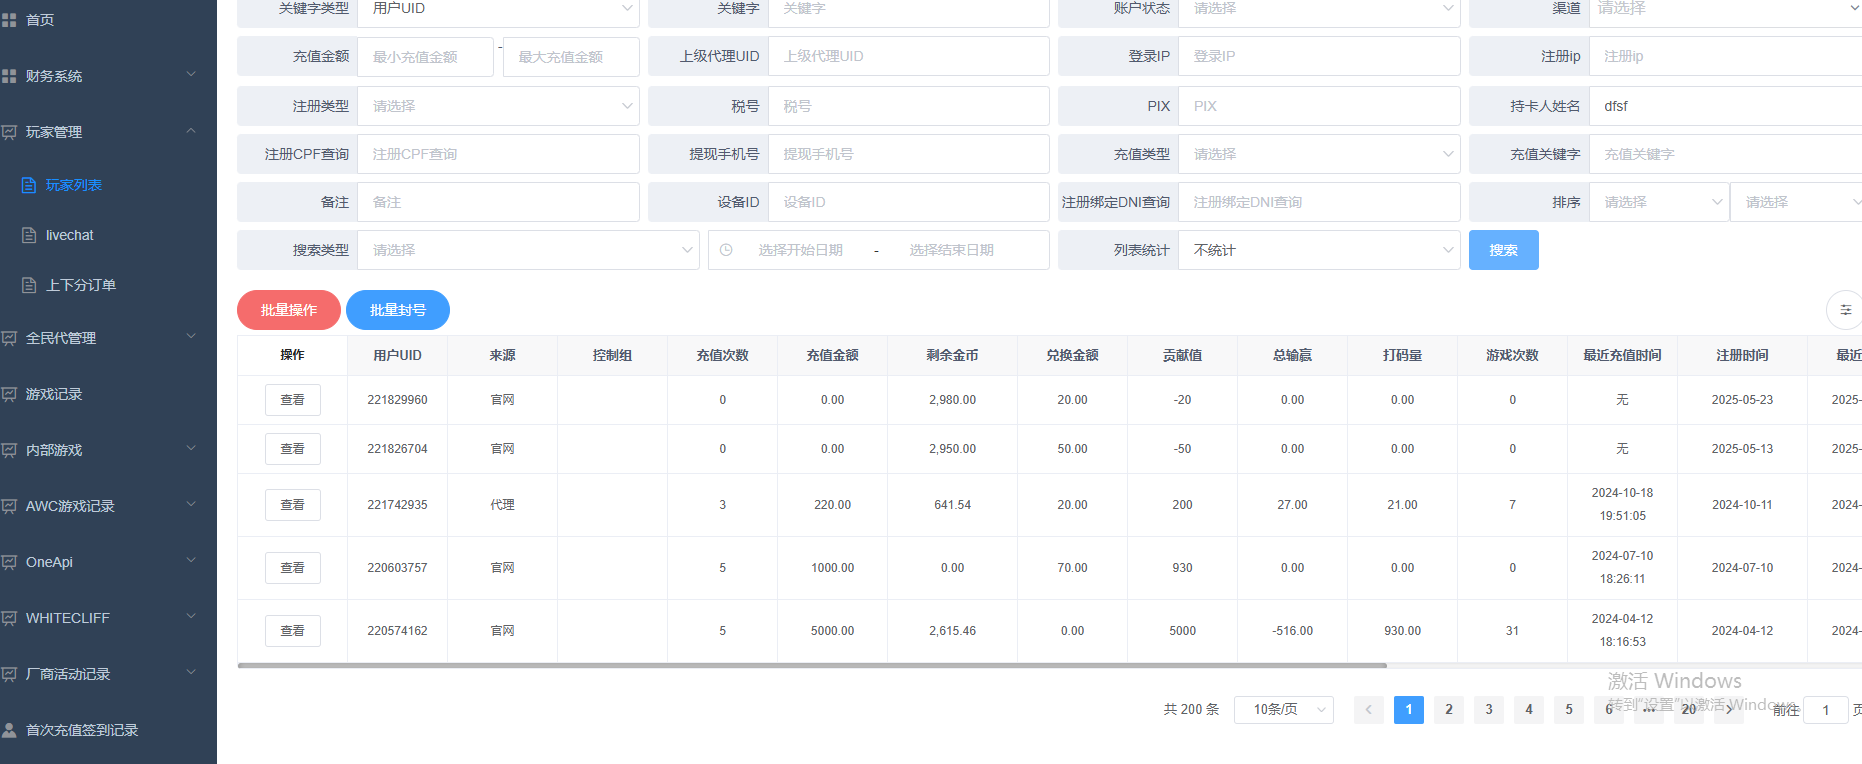 首页
财务系统
玩家管理
玩家列表
livechat
上下分订单
全民代管理
游戏记录
内部游戏
AWC游戏记录
OneApi
WHITECLIFF
厂商活动记录
首次充值签到记录
关键字类型 用户UID 关键字 关键字 账户状态 请选择 渠道 请选择
充值金额 最小充值金额 - 最大充值金额 上级代理UID 上级代理UID 登录IP 登录IP 注册ip 注册ip
注册类型 请选择 税号 税号 PIX PIX 持卡人姓名 dfsf
注册CPF查询 注册CPF查询 提现手机号 提现手机号 充值类型 请选择 充值关键字 充值关键字
备注 备注 设备ID 设备ID 注册绑定DNI查询 注册绑定DNI查询 排序 请选择 请选择
搜索类型 请选择 选择开始日期 - 选择结束日期 列表统计 不统计 搜索
批量操作 批量封号
操作 用户UID 来源 控制组 充值次数 充值金额 剩余金币 兑换金额 贡献值 总输赢 打码量 游戏次数 最近充值时间 注册时间 最近
查看 221829960 官网 0 0.00 2,980.00 20.00 -20 0.00 0.00 0 无 2025-05-23 2025-
查看 221826704 官网 0 0.00 2,950.00 50.00 -50 0.00 0.00 0 无 2025-05-13 2025-
查看 221742935 代理 3 220.00 641.54 20.00 200 27.00 21.00 7 2024-10-18 19:51:05 2024-10-11 2024-
查看 220603757 官网 5 1000.00 0.00 70.00 930 0.00 0.00 0 2024-07-10 18:26:11 2024-07-10 2024-
查看 220574162 官网 5 5000.00 2,615.46 0.00 5000 -516.00 930.00 31 2024-04-12 18:16:53 2024-04-12 2024-
激活 Windows
转到"设置"以激活 Windows。
共 200 条 10条/页 < 1 2 3 4 5 6 ••• 20 > 前往 1 页